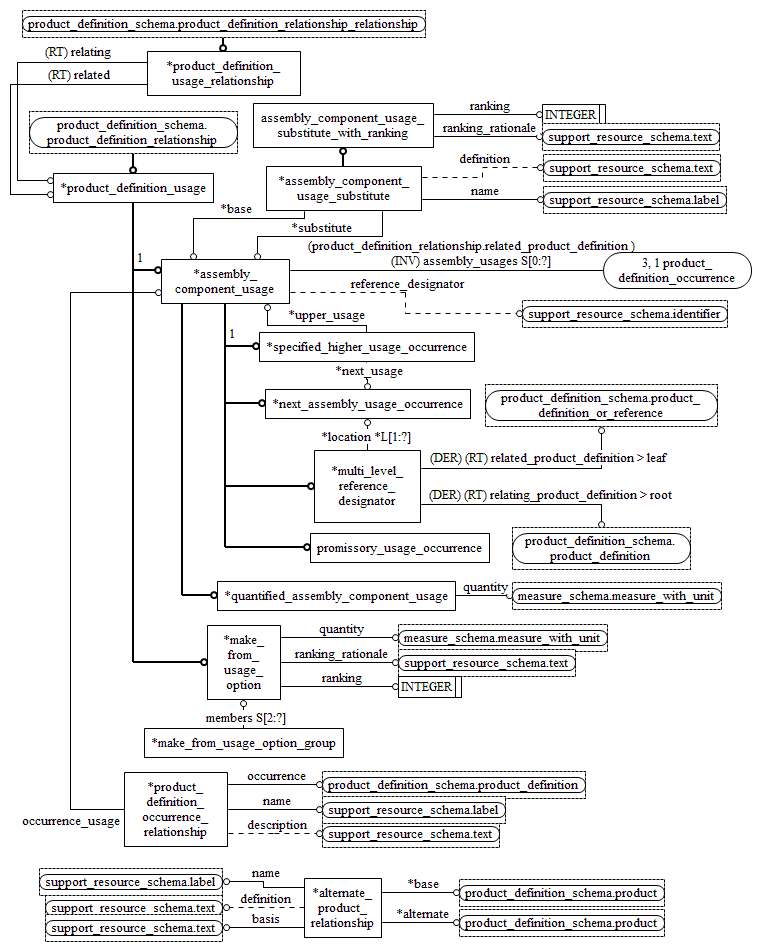 product_definition_schema.product_definition_relationship_relationship
(RT) relating
*product_definition_
usage_relationship
(RT) related
product_definition_schema.
product_definition_relationship
assembly_component_usage_
substitute_with_ranking
ranking
INTEGER
ranking_rationale
support_resource_schema.text
*product_definition_usage
*assembly_component_
usage_substitute
definition
support_resource_schema.text
name
support_resource_schema.label
*base
*substitute
(product_definition_relationship.related_product_definition )
(INV) assembly_usages S[0:?]
3, 1 product_
definition_occurrence
1
*assembly_
component_usage
reference_designator
support_resource_schema.identifier
*upper_usage
1
*specified_higher_usage_occurrence
*next_usage
*next_assembly_usage_occurrence
product_definition_schema.product_
definition_or_reference
*location *L[1:?]
*multi_level_
reference_
designator
(DER) (RT) related_product_definition > leaf
(DER) (RT) relating_product_definition > root
promissory_usage_occurrence
product_definition_schema.
product_definition
*quantified_assembly_component_usage
quantity
measure_schema.measure_with_unit
*make_
from_
usage_
option
quantity
measure_schema.measure_with_unit
ranking_rationale
support_resource_schema.text
ranking
INTEGER
members S[2:?]
*make_from_usage_option_group
*product_
definition_
occurrence_
relationship
occurrence
product_definition_schema.product_definition
name
support_resource_schema.label
description
support_resource_schema.text
occurrence_usage
support_resource_schema.label
name
support_resource_schema.text
definition
support_resource_schema.text
basis
*alternate_
product_
relationship
*base
product_definition_schema.product
*alternate
product_definition_schema.product